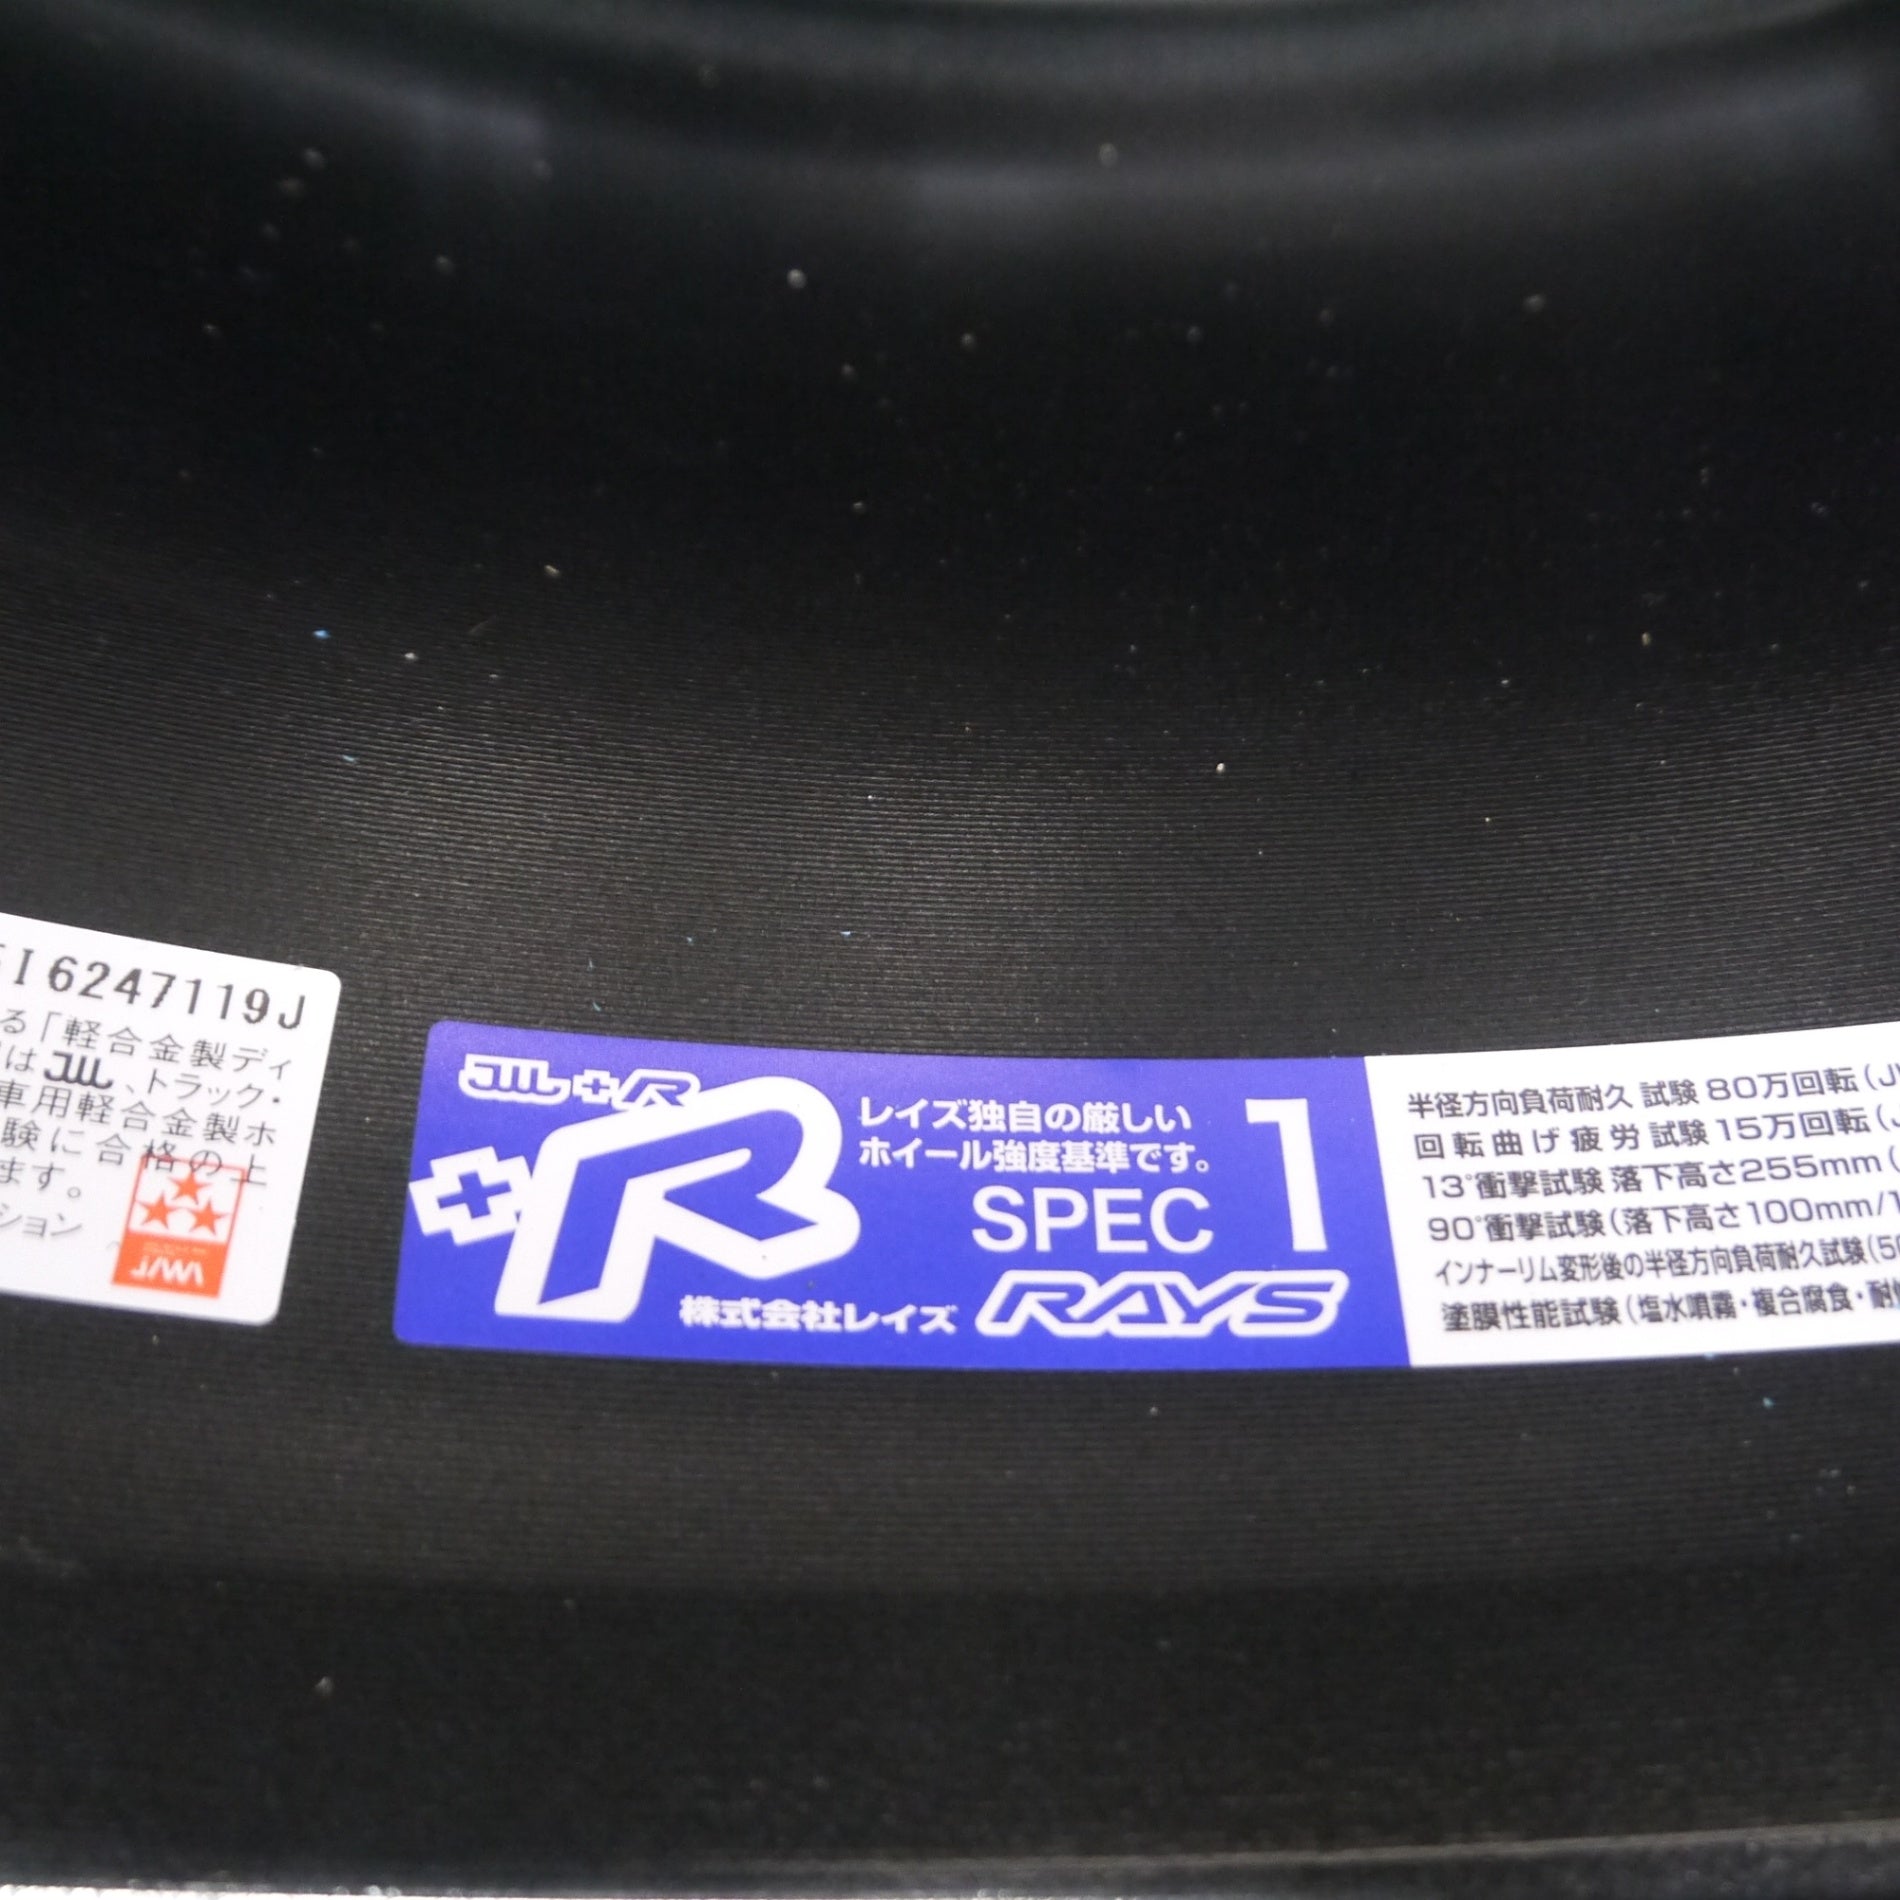 I6247119J
る「軽合金製ディ
は JWL、トラック・
車用軽合金製ホ
験に合格の上
ます。
ション
VIA
JWL+R
+R
レイズ独自の厳しい
ホイール強度基準です。
SPEC 1
株式会社レイズ RAYS
半径方向負荷耐久 試験 80万回転(J
回転曲げ疲労試験 15万回転(
13°衝撃試験 落下高さ255mm(
90°衝撃試験(落下高さ100mm/1
インナーリム変形後の半径方向負荷耐久試験(5
塗膜性能試験(塩水噴霧・複合腐食・耐